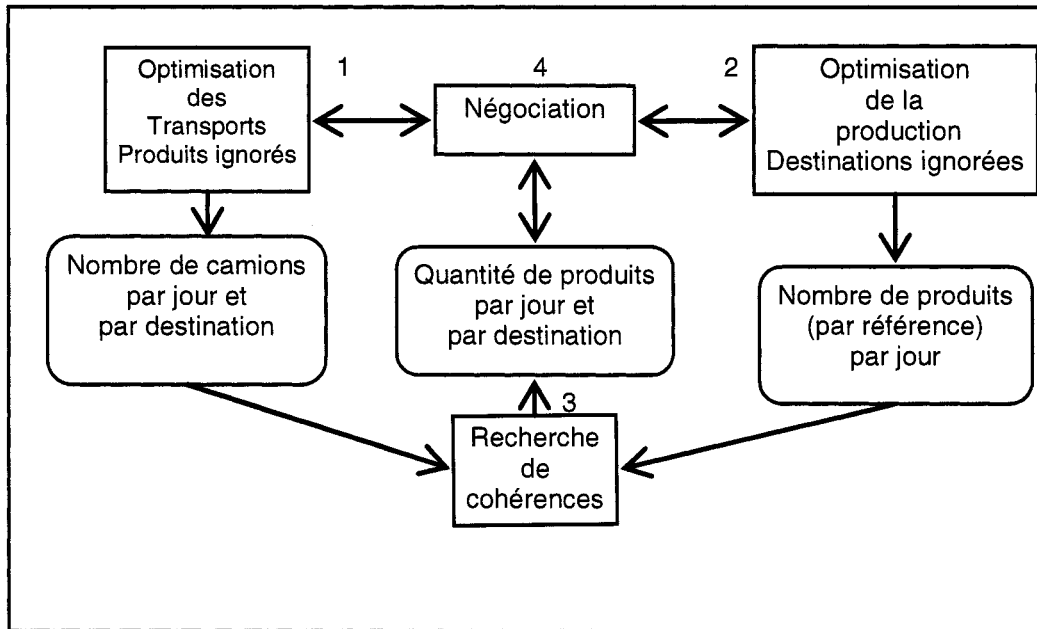 Optimisation
des
Transports
Produits ignorés
1
4
Négociation
2
Optimisation
de la
production
Destinations ignorées
Nombre de camions
par jour et
par destination
Quantité de produits
par jour et
par destination
Nombre de produits
(par référence)
par jour
3
Recherche
de
cohérences